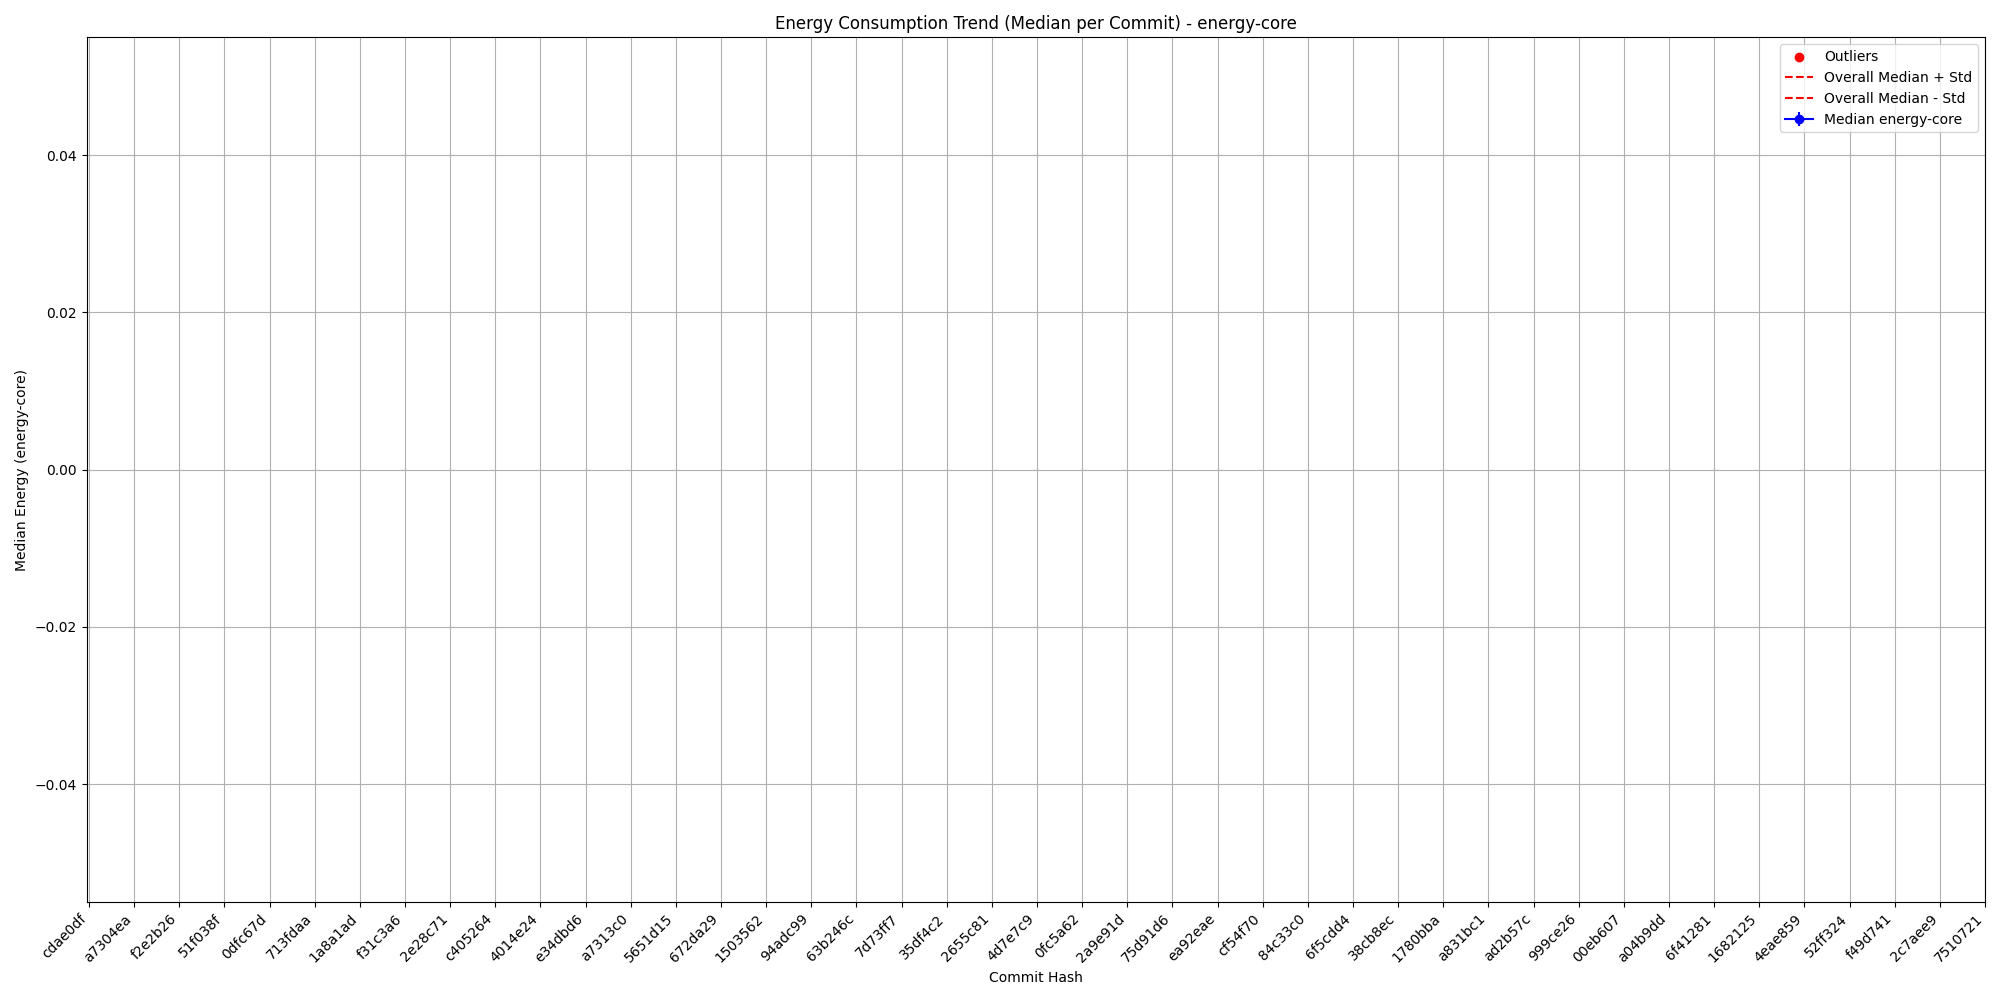 Energy Consumption Trend (Median per Commit) - energy-core
Outliers
Overall Median + Std
Overall Median - Std
Median energy-core
0.04
0.02
0.00
−0.02
−0.04
Median Energy (energy-core)
cdae0df
a7304ea
f2e2b26
51f038f
0dfc67d
713fdaa
1a8a1ad
f31c3a6
2e28c71
c405264
4014e24
e34dbd6
a7313c0
5651d15
672da29
1503562
94adc99
63b246c
7d73ff7
35df4c2
2655c81
4d7e7c9
0fc5a62
2a9e91d
75d91d6
ea92eae
cf54f70
84c33c0
6f5cdd4
38cb8ec
1780bba
a831bc1
ad2b57c
999ce26
00eb607
a04b9dd
6f41281
1682125
4eae859
52ff324
f49d741
2c7aee9
7510721
Commit Hash